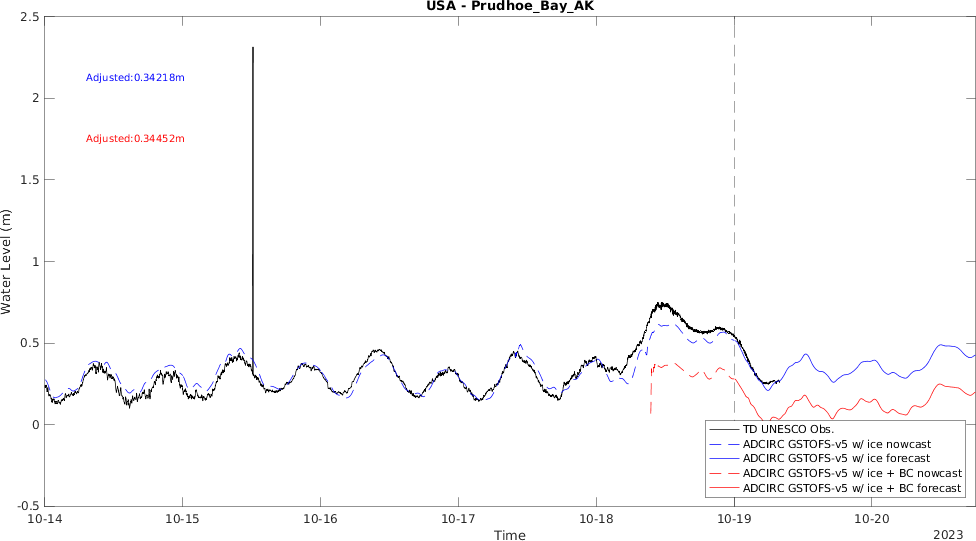 USA - Prudhoe_Bay_AK
2.5
2
1.5
1
0.5
0
-0.5
Water Level (m)
Adjusted:0.34218m
Adjusted:0.34452m
TD UNESCO Obs.
ADCIRC GSTOFS-v5 w/ ice nowcast
ADCIRC GSTOFS-v5 w/ ice forecast
ADCIRC GSTOFS-v5 w/ ice + BC nowcast
ADCIRC GSTOFS-v5 w/ ice + BC forecast
10-14 10-15 10-16 10-17 10-18 10-19 10-20
Time
2023